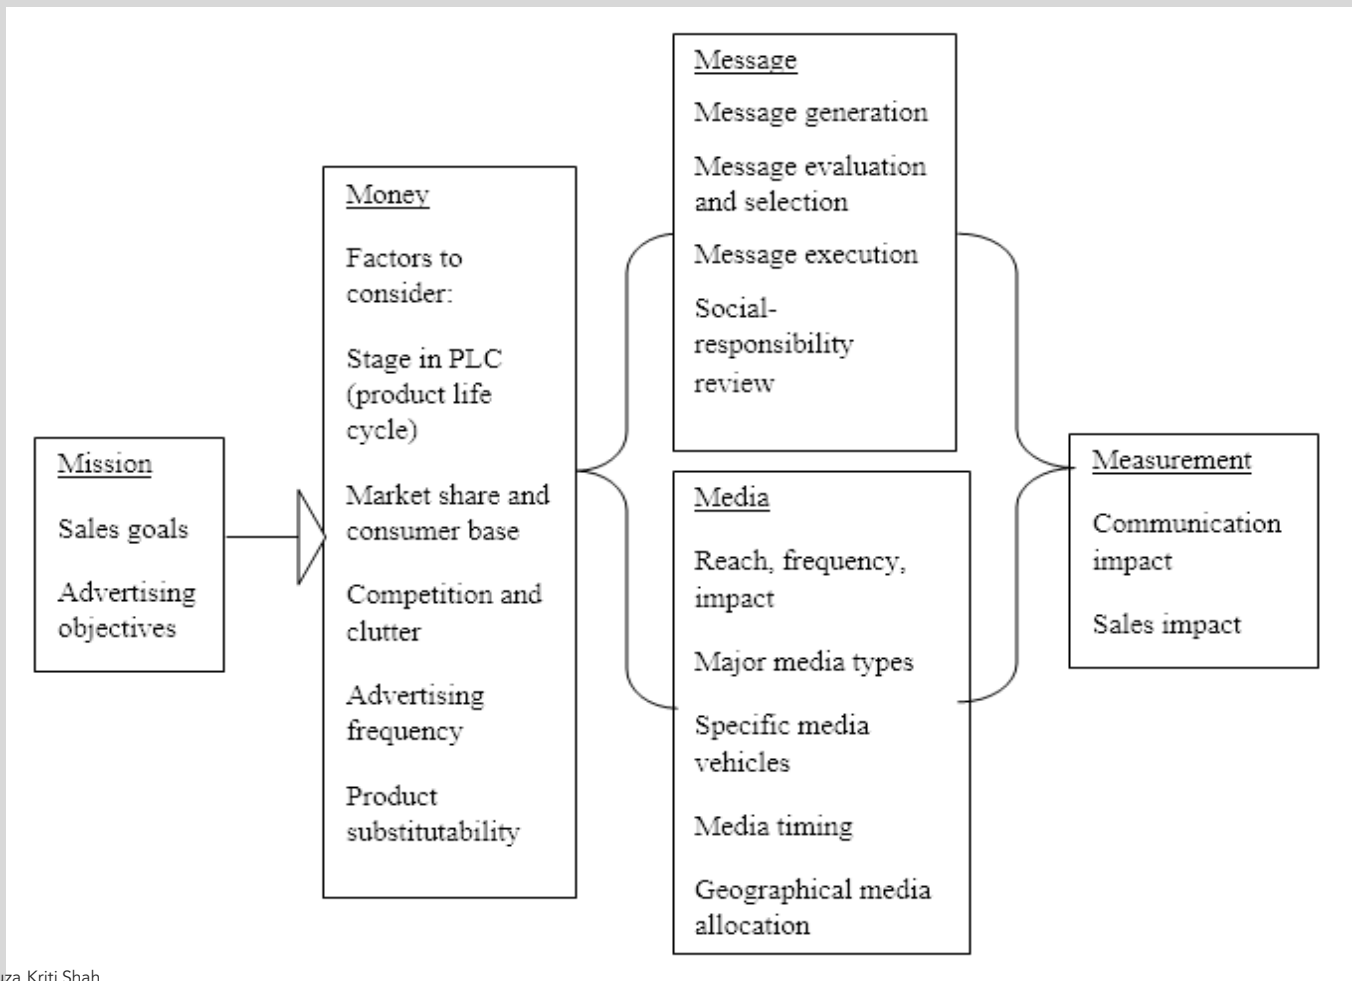 Mission
Sales goals
Advertising
objectives
Money
Factors to
consider:
Stage in PLC
(product life
cycle)
Market share and
consumer base
Competition and
clutter
Advertising
frequency
Product
substitutability
Message
Message generation
Message evaluation
and selection
Message execution
Social-
responsibility
review
Media
Reach, frequency,
impact
Major media types
Specific media
vehicles
Media timing
Geographical media
allocation
Measurement
Communication
impact
Sales impact
Kriti Shah